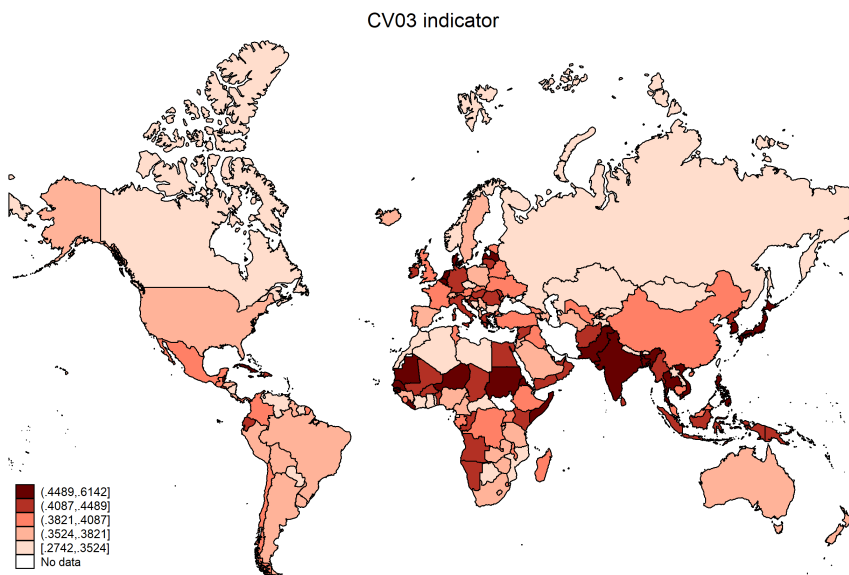 CV03 indicator
(.4489,.6142]
(.4087,.4489]
(.3821,.4087]
(.3524,.3821]
[.2742,.3524]
No data